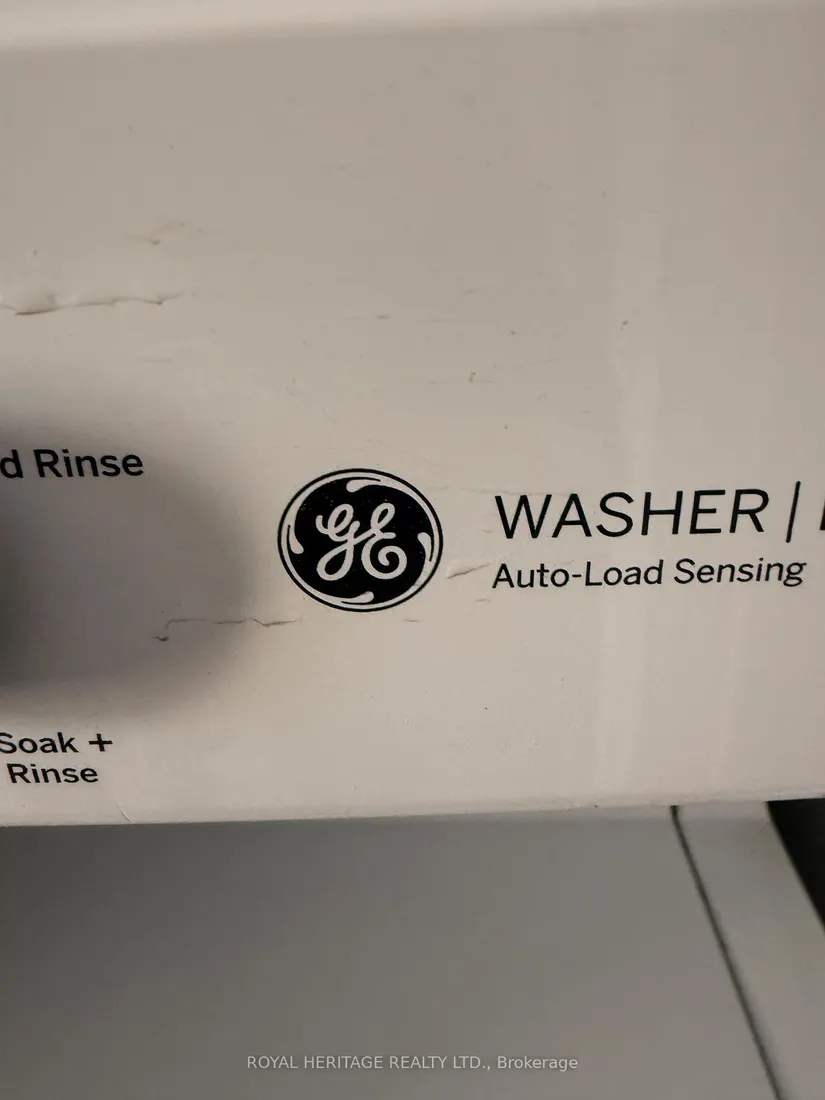 d Rinse
GE
WASHER |
Auto-Load Sensing
Soak +
Rinse
ROYAL HERITAGE REALTY LTD., Brokerage